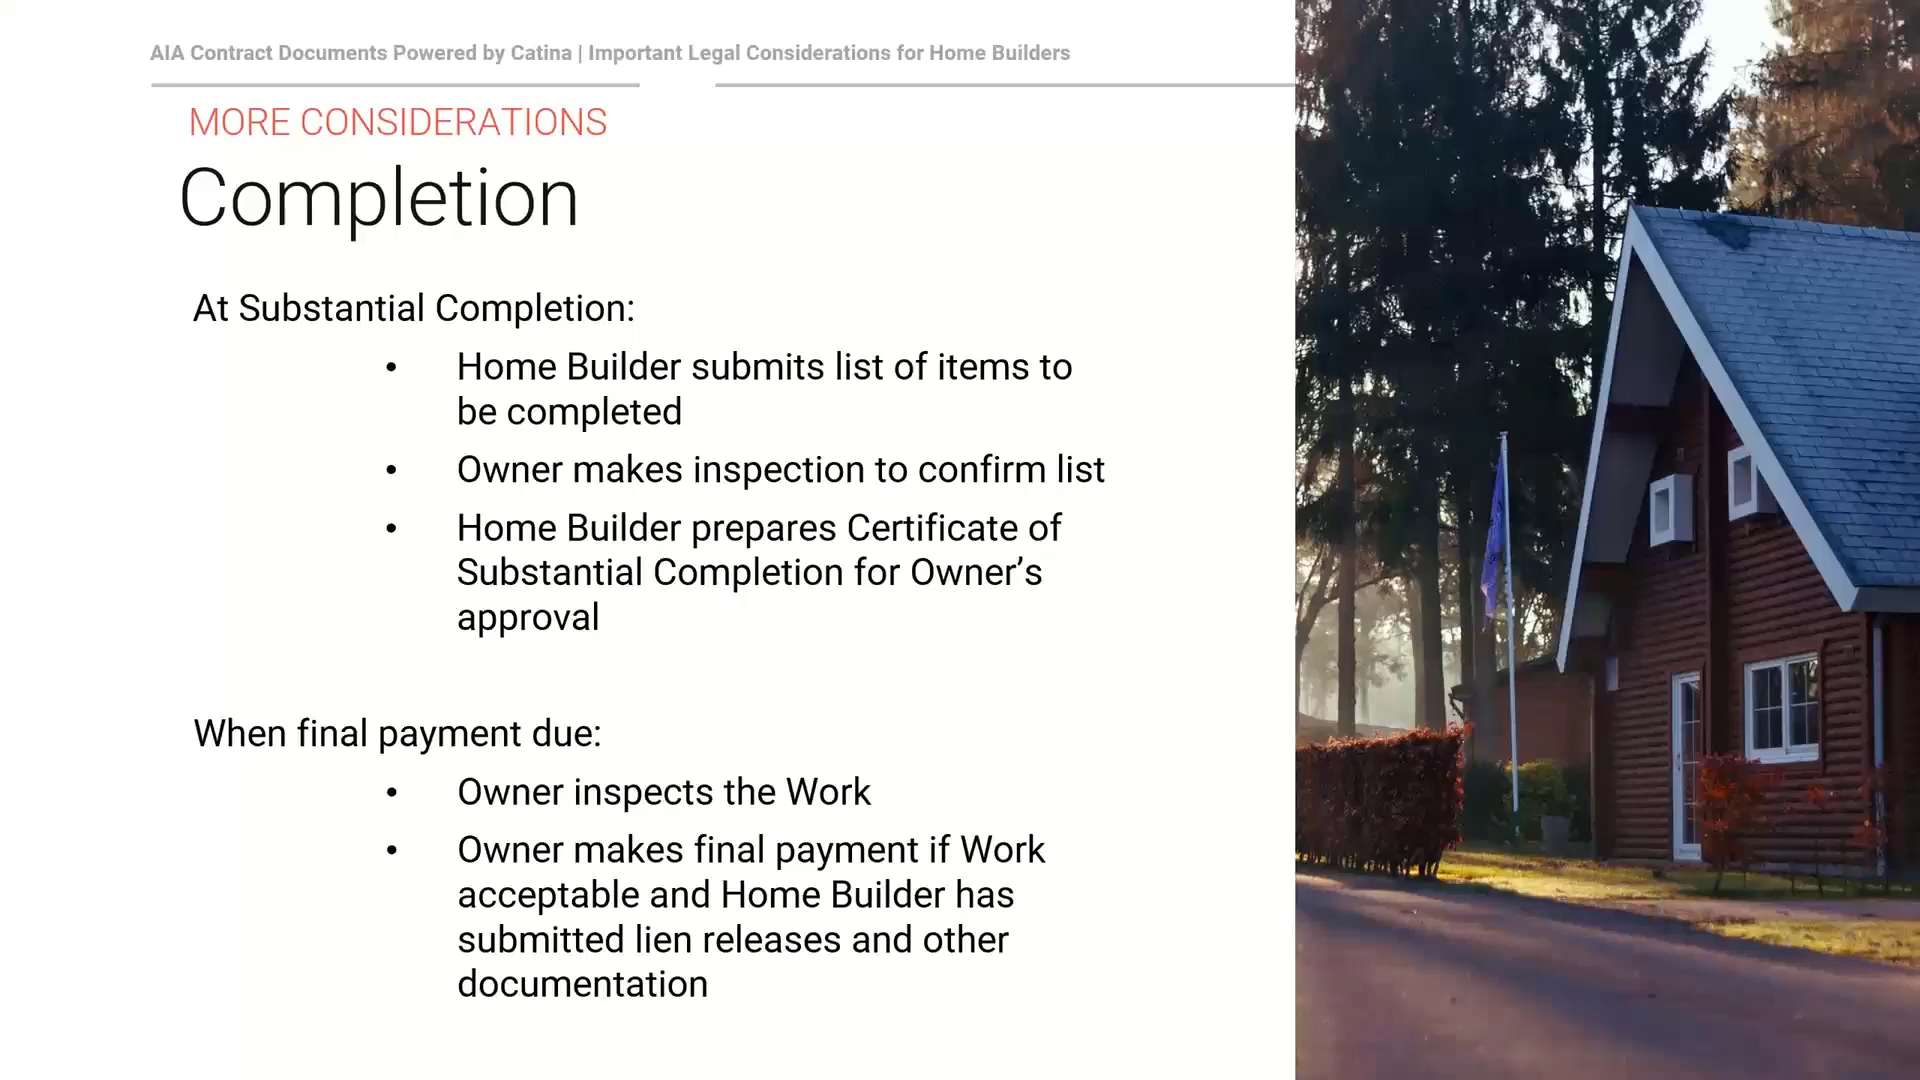 AIA Contract Documents Powered by Catina | Important Legal Considerations for Home Builders
MORE CONSIDERATIONS
Completion
At Substantial Completion:
• Home Builder submits list of items to
be completed
• Owner makes inspection to confirm list
• Home Builder prepares Certificate of
Substantial Completion for Owner’s
approval
When final payment due:
• Owner inspects the Work
• Owner makes final payment if Work
acceptable and Home Builder has
submitted lien releases and other
documentation